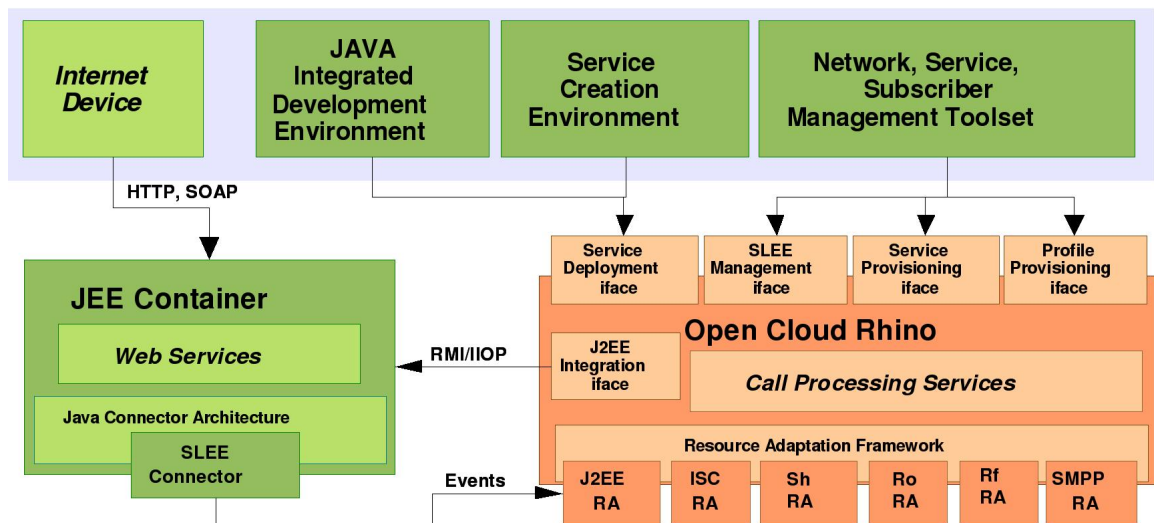 Internet
Device
JAVA
Integrated
Development
Environment
Service
Creation
Environment
Network, Service,
Subscriber
Management Toolset
HTTP, SOAP
Service
Deployment
iface
SLEE
Management
iface
Service
Provisioning
iface
Profile
Provisioning
iface
JEE Container
Web Services
Java Connector Architecture
SLEE
Connector
RMI/IIOP
Open Cloud Rhino
J2EE
Integration
iface
Call Processing Services
Resource Adaptation Framework
Events
J2EE
RA
ISC
RA
Sh
RA
Ro
RA
Rf
RA
SMPP
RA